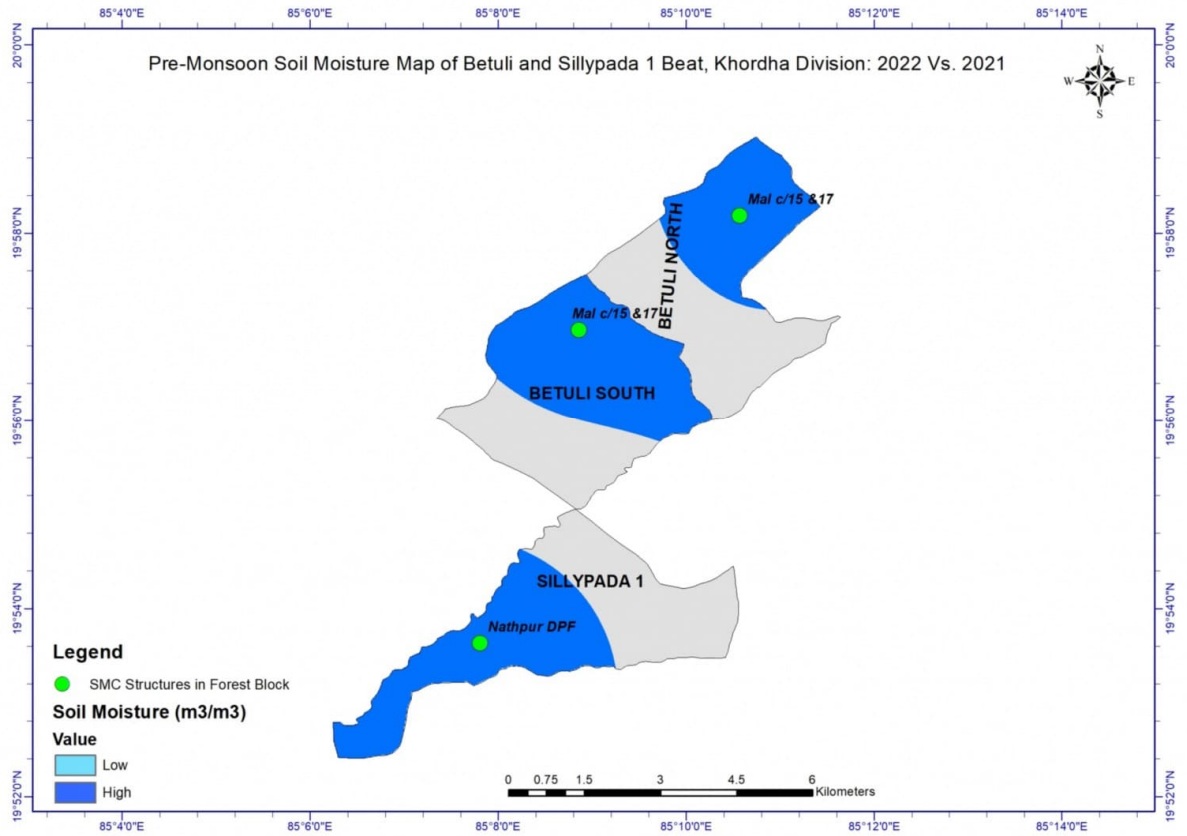 85°4'0"E 85°6'0"E 85°8'0"E 85°10'0"E 85°12'0"E 85°14'0"E
20°0'0"N 20°0'0"N
Pre-Monsoon Soil Moisture Map of Betuli and Sillypada 1 Beat, Khordha Division: 2022 Vs. 2021
N
W E
S
Mal c/15 &17
19°58'0"N 19°58'0"N
BETULI NORTH
Mal c/15 &17
BETULI SOUTH
19°56'0"N 19°56'0"N
SILLYPADA 1
19°54'0"N 19°54'0"N
Nathpur DPF
Legend
SMC Structures in Forest Block
Soil Moisture (m3/m3)
Value
Low
High
0 0.75 1.5 3 4.5 6
Kilometers
19°52'0"N 19°52'0"N
85°4'0"E 85°6'0"E 85°8'0"E 85°10'0"E 85°12'0"E 85°14'0"E